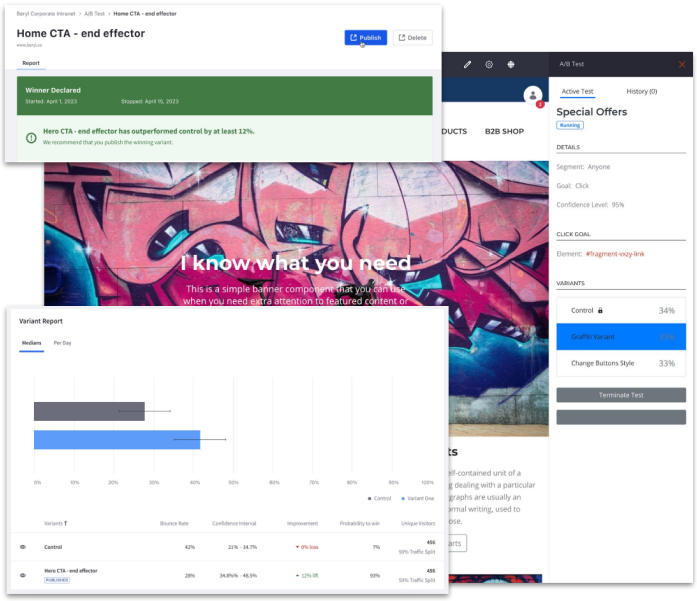 Beryl Corporate Intranet > A/B Test > Home CTA - end effector
Home CTA - end effector
www.beryl.co
Publish
Delete
Report
Winner Declared
Started: April 1, 2023 Stopped: April 15, 2023
Hero CTA - end effector has outperformed control by at least 12%.
We recommend that you publish the winning variant.
DUCTS B2B SHOP
I know what you need
This is a simple banner component that you can use
when you need extra attention to featured content or
A/B Test
Active Test History (0)
Special Offers
Running
DETAILS
Segment: Anyone
Goal: Click
Confidence Level: 95%
CLICK GOAL
Element: #fragment-vxzy-link
VARIANTS
Control 34%
Graffiti Variant
Change Buttons Style 33%
Terminate Test
Variant Report
Medians Per Day
0% 10% 20% 30% 40% 50% 60% 70% 80% 90% 100%
Control Variant One
Variants Bounce Rate Confidence Interval Improvement Probability to win Unique Visitors
Control 42% 21% - 34.7% 0% loss 7% 456
50% Traffic Split
Hero CTA - end effector 28% 34.8%% - 48.5% 12% lift 93% 456
PUBLISHED 50% Traffic Split
ts
elf-contained unit of a
g dealing with a particular
graphs are usually an
ormal writing, used to
ose.
arts